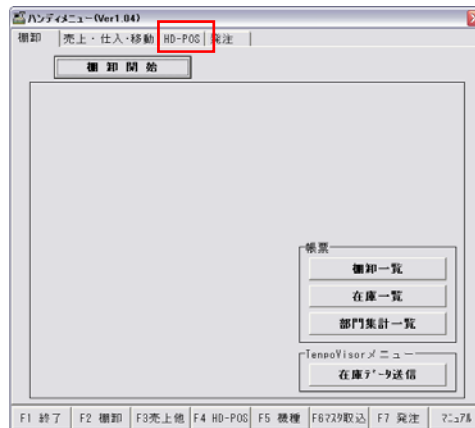 ハンディメニュー(Ver1.04)
棚卸 売上・仕入・移動 HD-POS 発注
棚 卸 開 始
帳票
棚卸一覧
在庫一覧
部門集計一覧
TenpoVisorメニュー
在庫ﾃﾞｰﾀ送信
F1 終了 F2 棚卸 F3売上他 F4 HD-POS F5 機種 F6ﾏｽﾀ取込 F7 発注 ﾏﾆｭｱﾙ